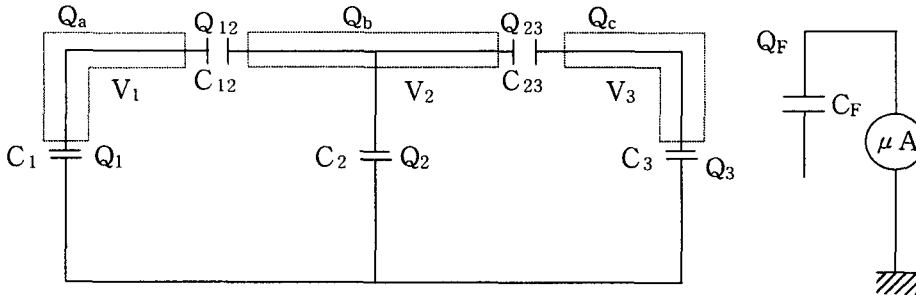 Qa Q12 Qb Q23 Qc QF
V1 C12 V2 C23 V3
CF
C1 Q1 C2 Q2 C3 Q3
μA